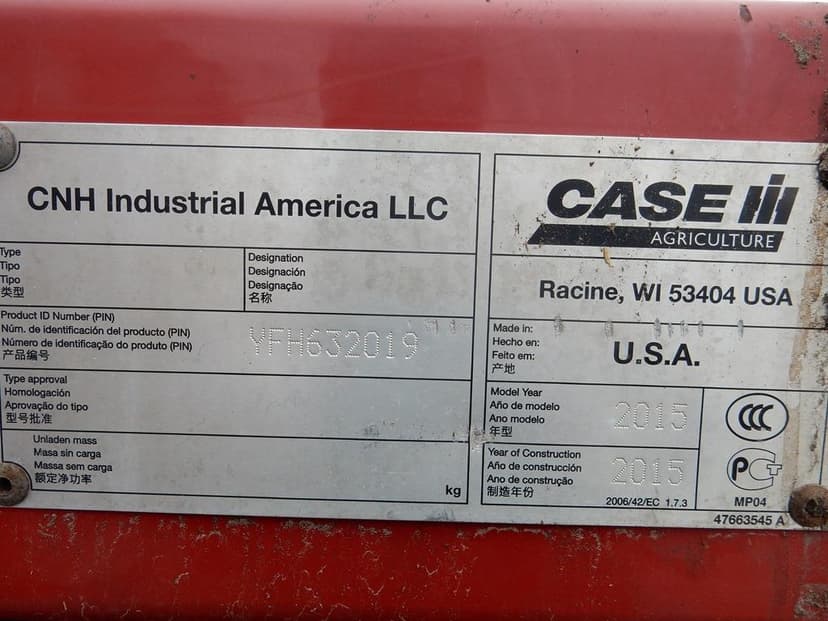 CNH Industrial America LLC
Type
Tipo
Tipo
类型
Designation
Designación
Designação
名称
Product ID Number (PIN)
Núm. de identificación del producto (PIN)
Número de identificação do produto (PIN)
产品编号
YFH632019
Type approval
Homologación
Aprovação do tipo
型号批准
Unladen mass
Masa sin carga
Massa sem carga
额定净功率
kg
CASE IH
AGRICULTURE
Racine, WI 53404 USA
Made in:
Hecho en:
Feito em:
产地
U.S.A.
Model Year
Año de modelo
Ano modelo
年型
2015
Year of Construction
Año de construcción
Ano de construção
制造年份
2015
2006/42/EC 1.7.3
CCC
PCT
MP04
47663545 A